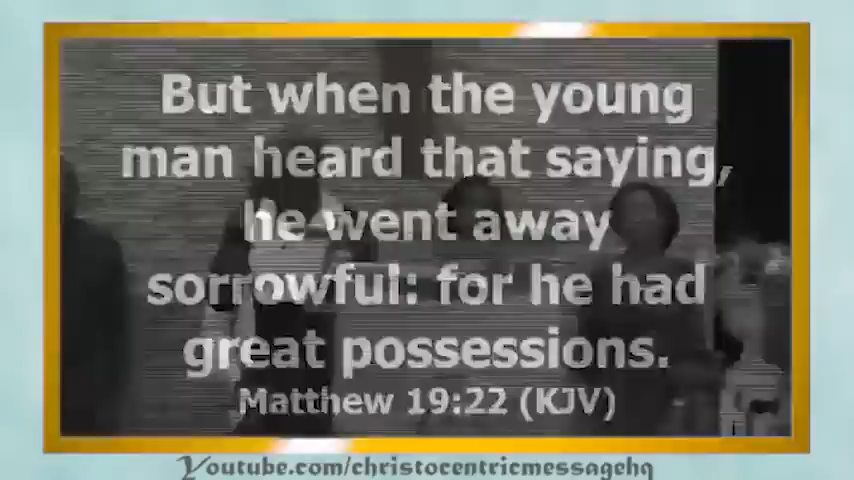 But when the young
man heard that saying,
he went away
sorrowful: for he had
great possessions.
Matthew 19:22 (KJV)
Youtube.com/christocentricmessagehq